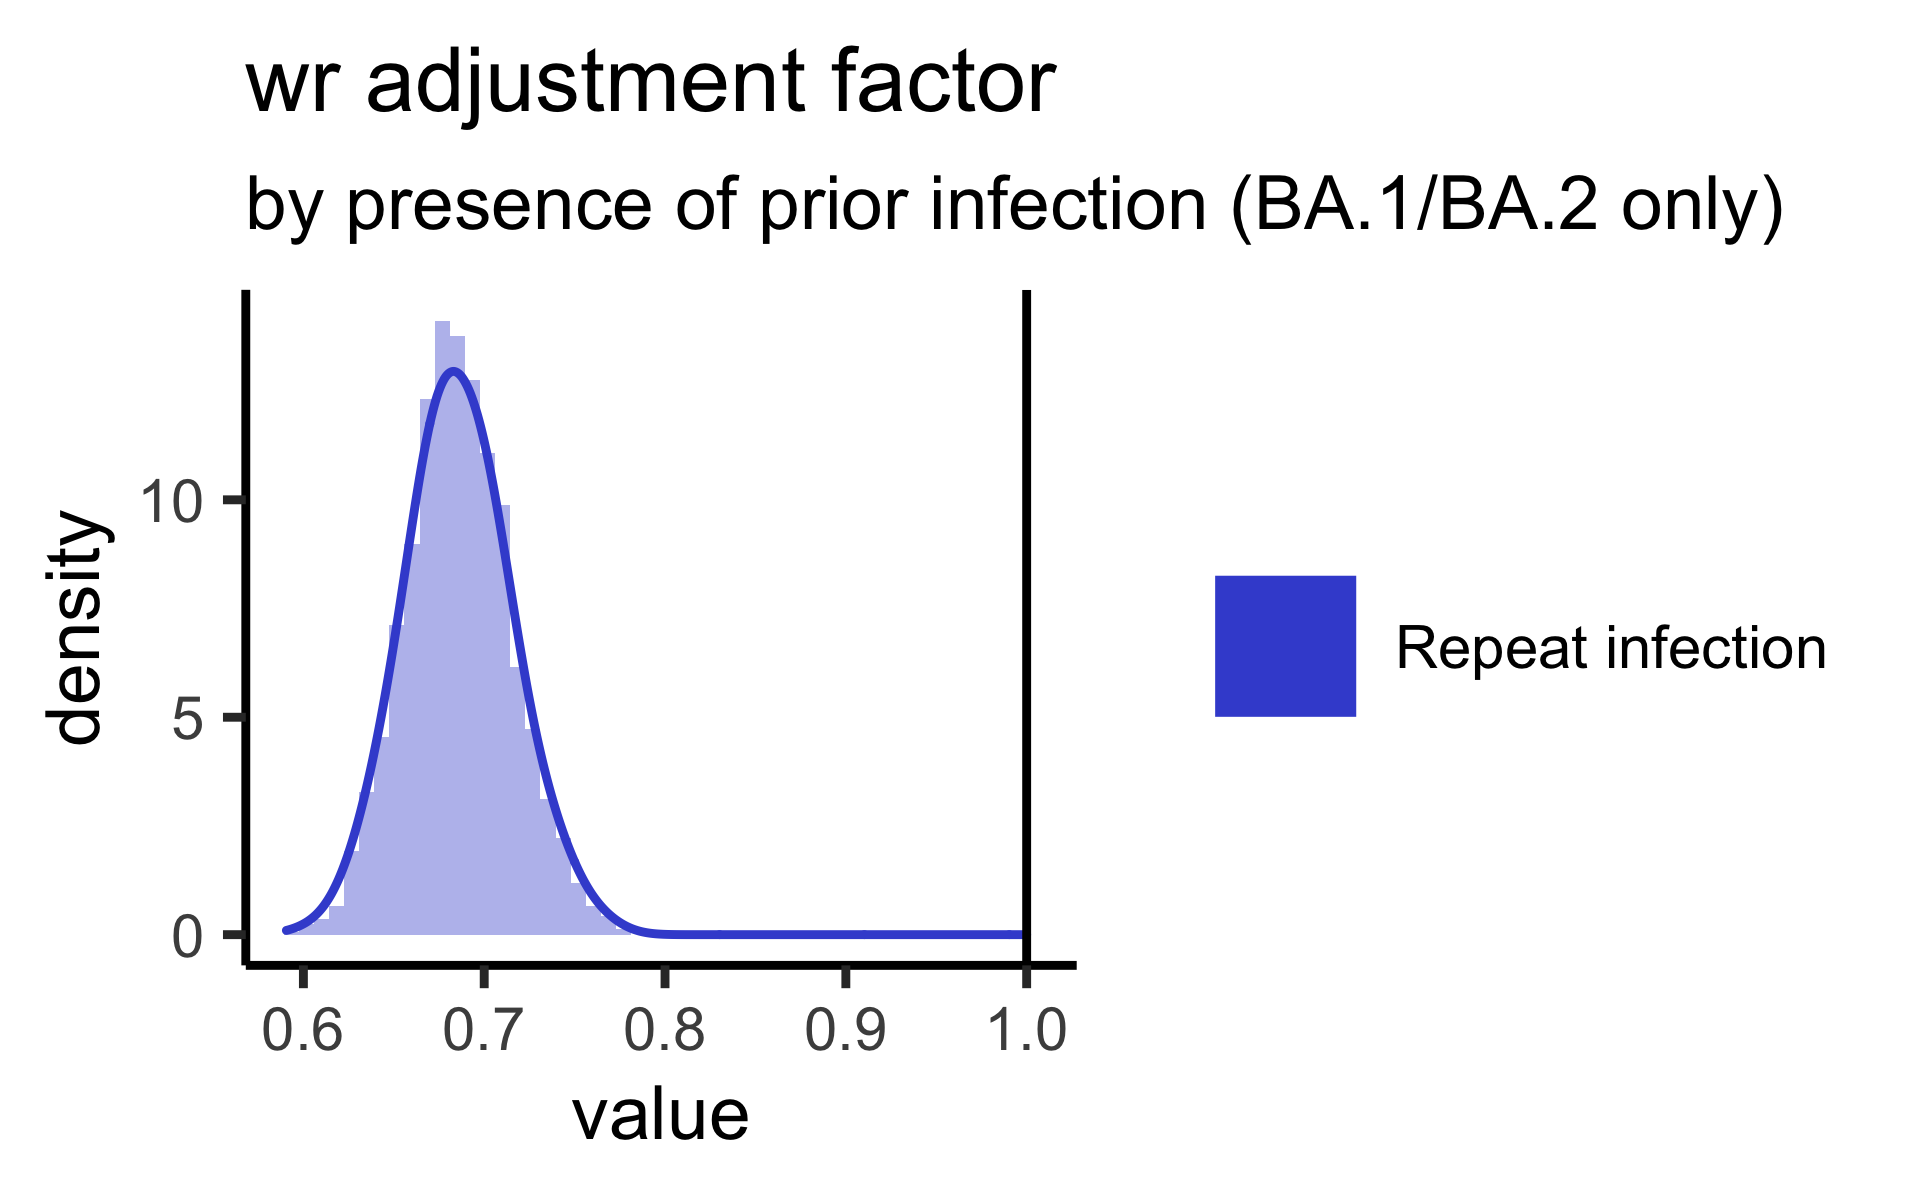 wr adjustment factor
by presence of prior infection (BA.1/BA.2 only)
density
10
5
0
0.6 0.7 0.8 0.9 1.0
value
Repeat infection